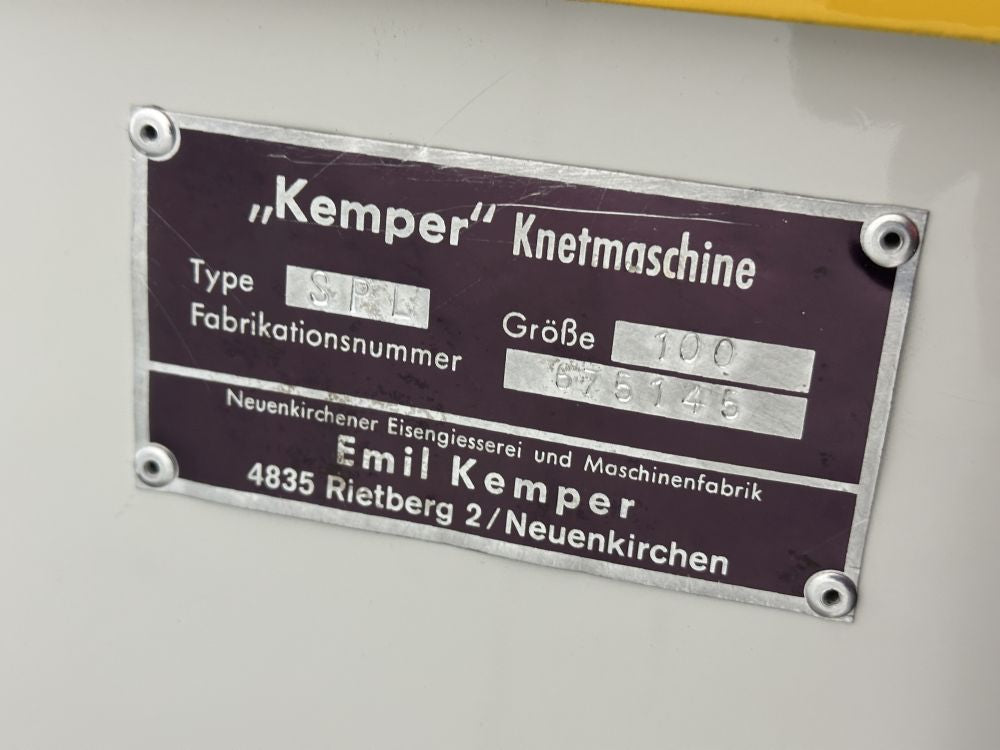 „Kemper“ Knetmaschine
Type SPL Größe 100
Fabrikationsnummer 675145
Neuenkirchener Eisengiesserei und Maschinenfabrik
Emil Kemper
4835 Rietberg 2/Neuenkirchen